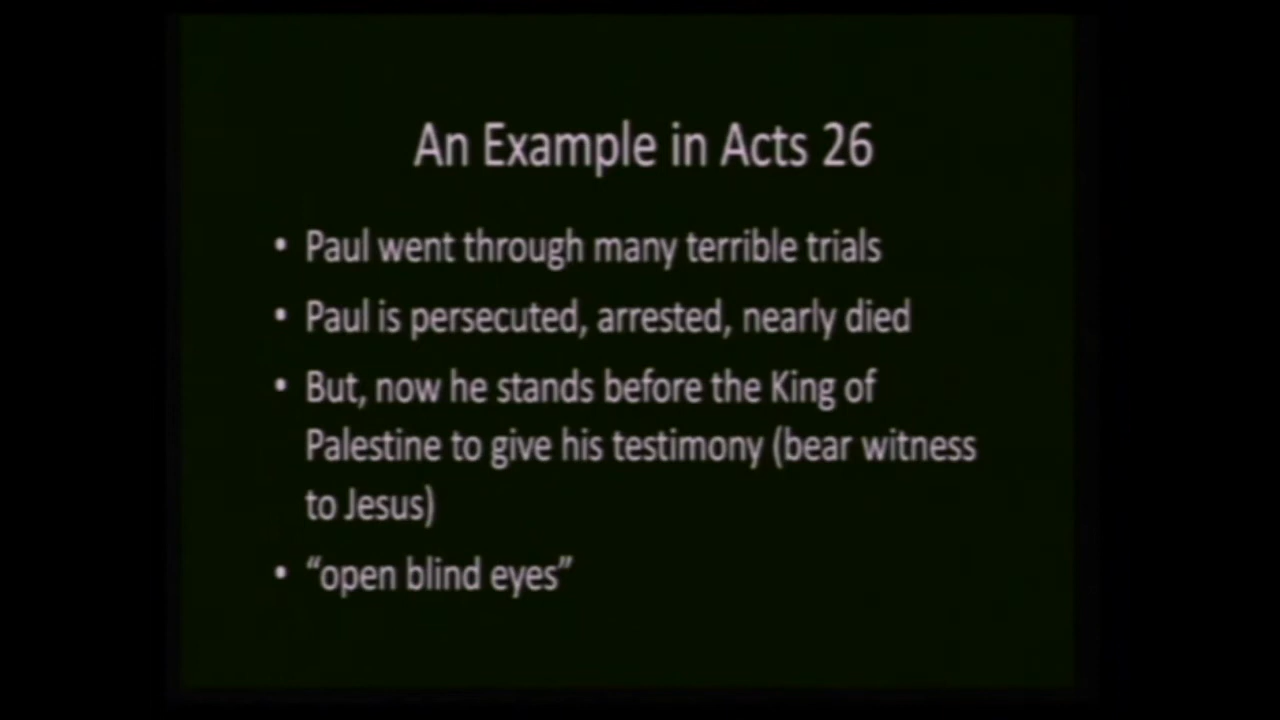 An Example in Acts 26
• Paul went through many terrible trials
• Paul is persecuted, arrested, nearly died
• But, now he stands before the King of
Palestine to give his testimony (bear witness
to Jesus)
• “open blind eyes”